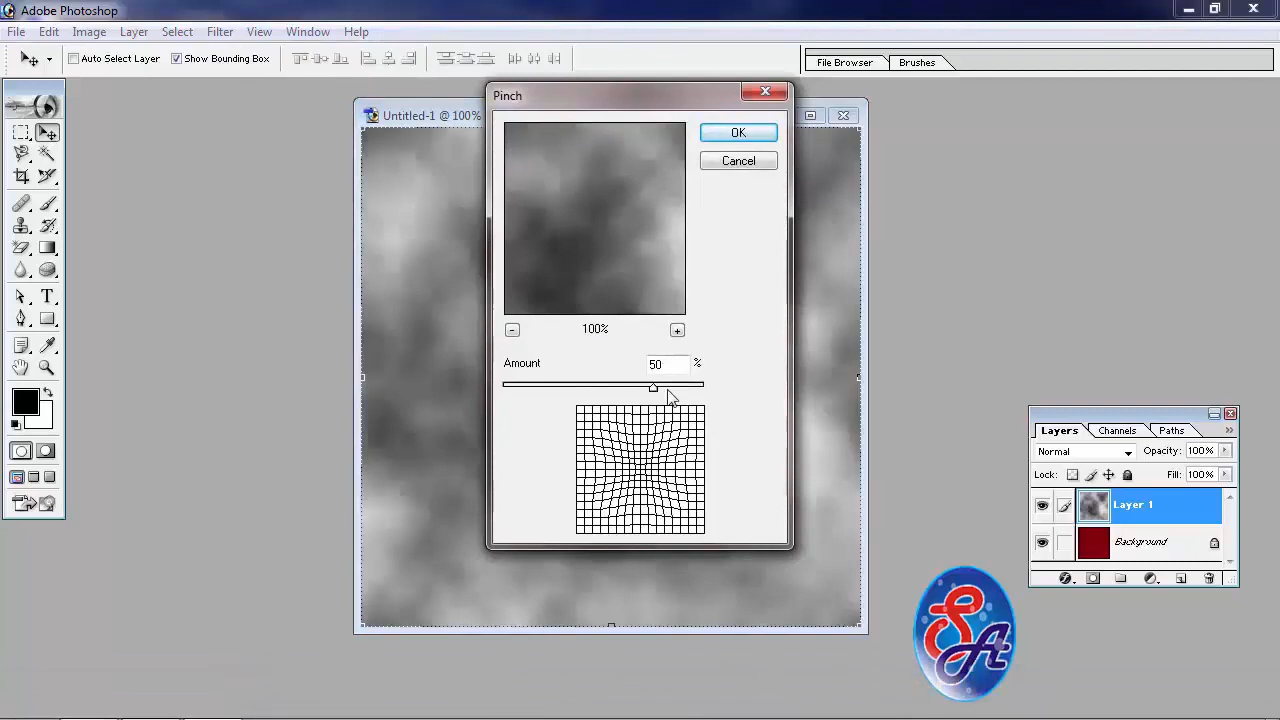 Adobe Photoshop
File Edit Image Layer Select Filter View Window Help
Auto Select Layer Show Bounding Box File Browser Brushes
Untitled-1 @ 100%
Pinch
OK
Cancel
100%
Amount 50 %
T
Layers Channels Paths
Normal Opacity: 100%
Lock: Fill: 100%
Layer 1
Background
SA